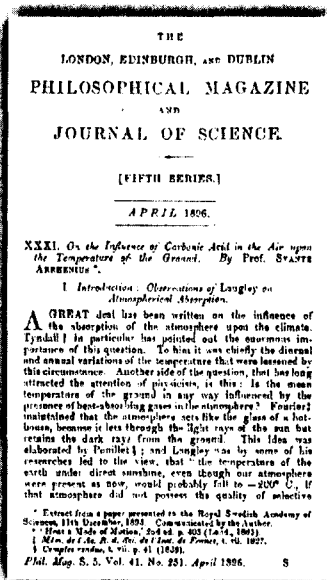 THE
LONDON, EDINBURGH, AND DUBLIN
PHILOSOPHICAL MAGAZINE
AND
JOURNAL OF SCIENCE.
[FIFTH SERIES.]
APRIL 1896.
XXXI. On the Influence of Carbonic Acid in the Air upon
the Temperature of the Ground. By Prof. SVANTE
ARRHENIUS *.
I. Introduction : Observations of Langley on
Atmospherical Absorption.
A GREAT deal has been written on the influence of
the absorption of the atmosphere upon the climate.
Tyndall † in particular has pointed out the enormous im-
portance of this question. To him it was chiefly the diurnal
and annual variations of the temperature that were lessened by
this circumstance. Another side of the question, that has long
attracted the attention of physicists, is this : Is the mean
temperature of the ground in any way influenced by the
presence of heat-absorbing gases in the atmosphere ? Fourier ‡
maintained that the atmosphere acts like the glass of a hot-
house, because it lets through the light rays of the sun but
retains the dark rays from the ground. This idea was
elaborated by Pouillet § ; and Langley was by some of his
researches led to the view, that "the temperature of the
earth under direct sunshine, even though our atmosphere
were present as now, would probably fall to −200° C., if
that atmosphere did not possess the quality of selective
* Extract from a paper presented to the Royal Swedish Academy of
Sciences, 11th December, 1895. Communicated by the Author.
† 'Heat a Mode of Motion,' 2nd ed. p. 405 (Lond., 1865).
‡ Mém. de l'Ac. R. d. Sci. de l'Inst. de France, t. vii. 1827.
§ Comptes rendus, t. vii. p. 41 (1838).
Phil. Mag. S. 5. Vol. 41. No. 251. April 1896. S